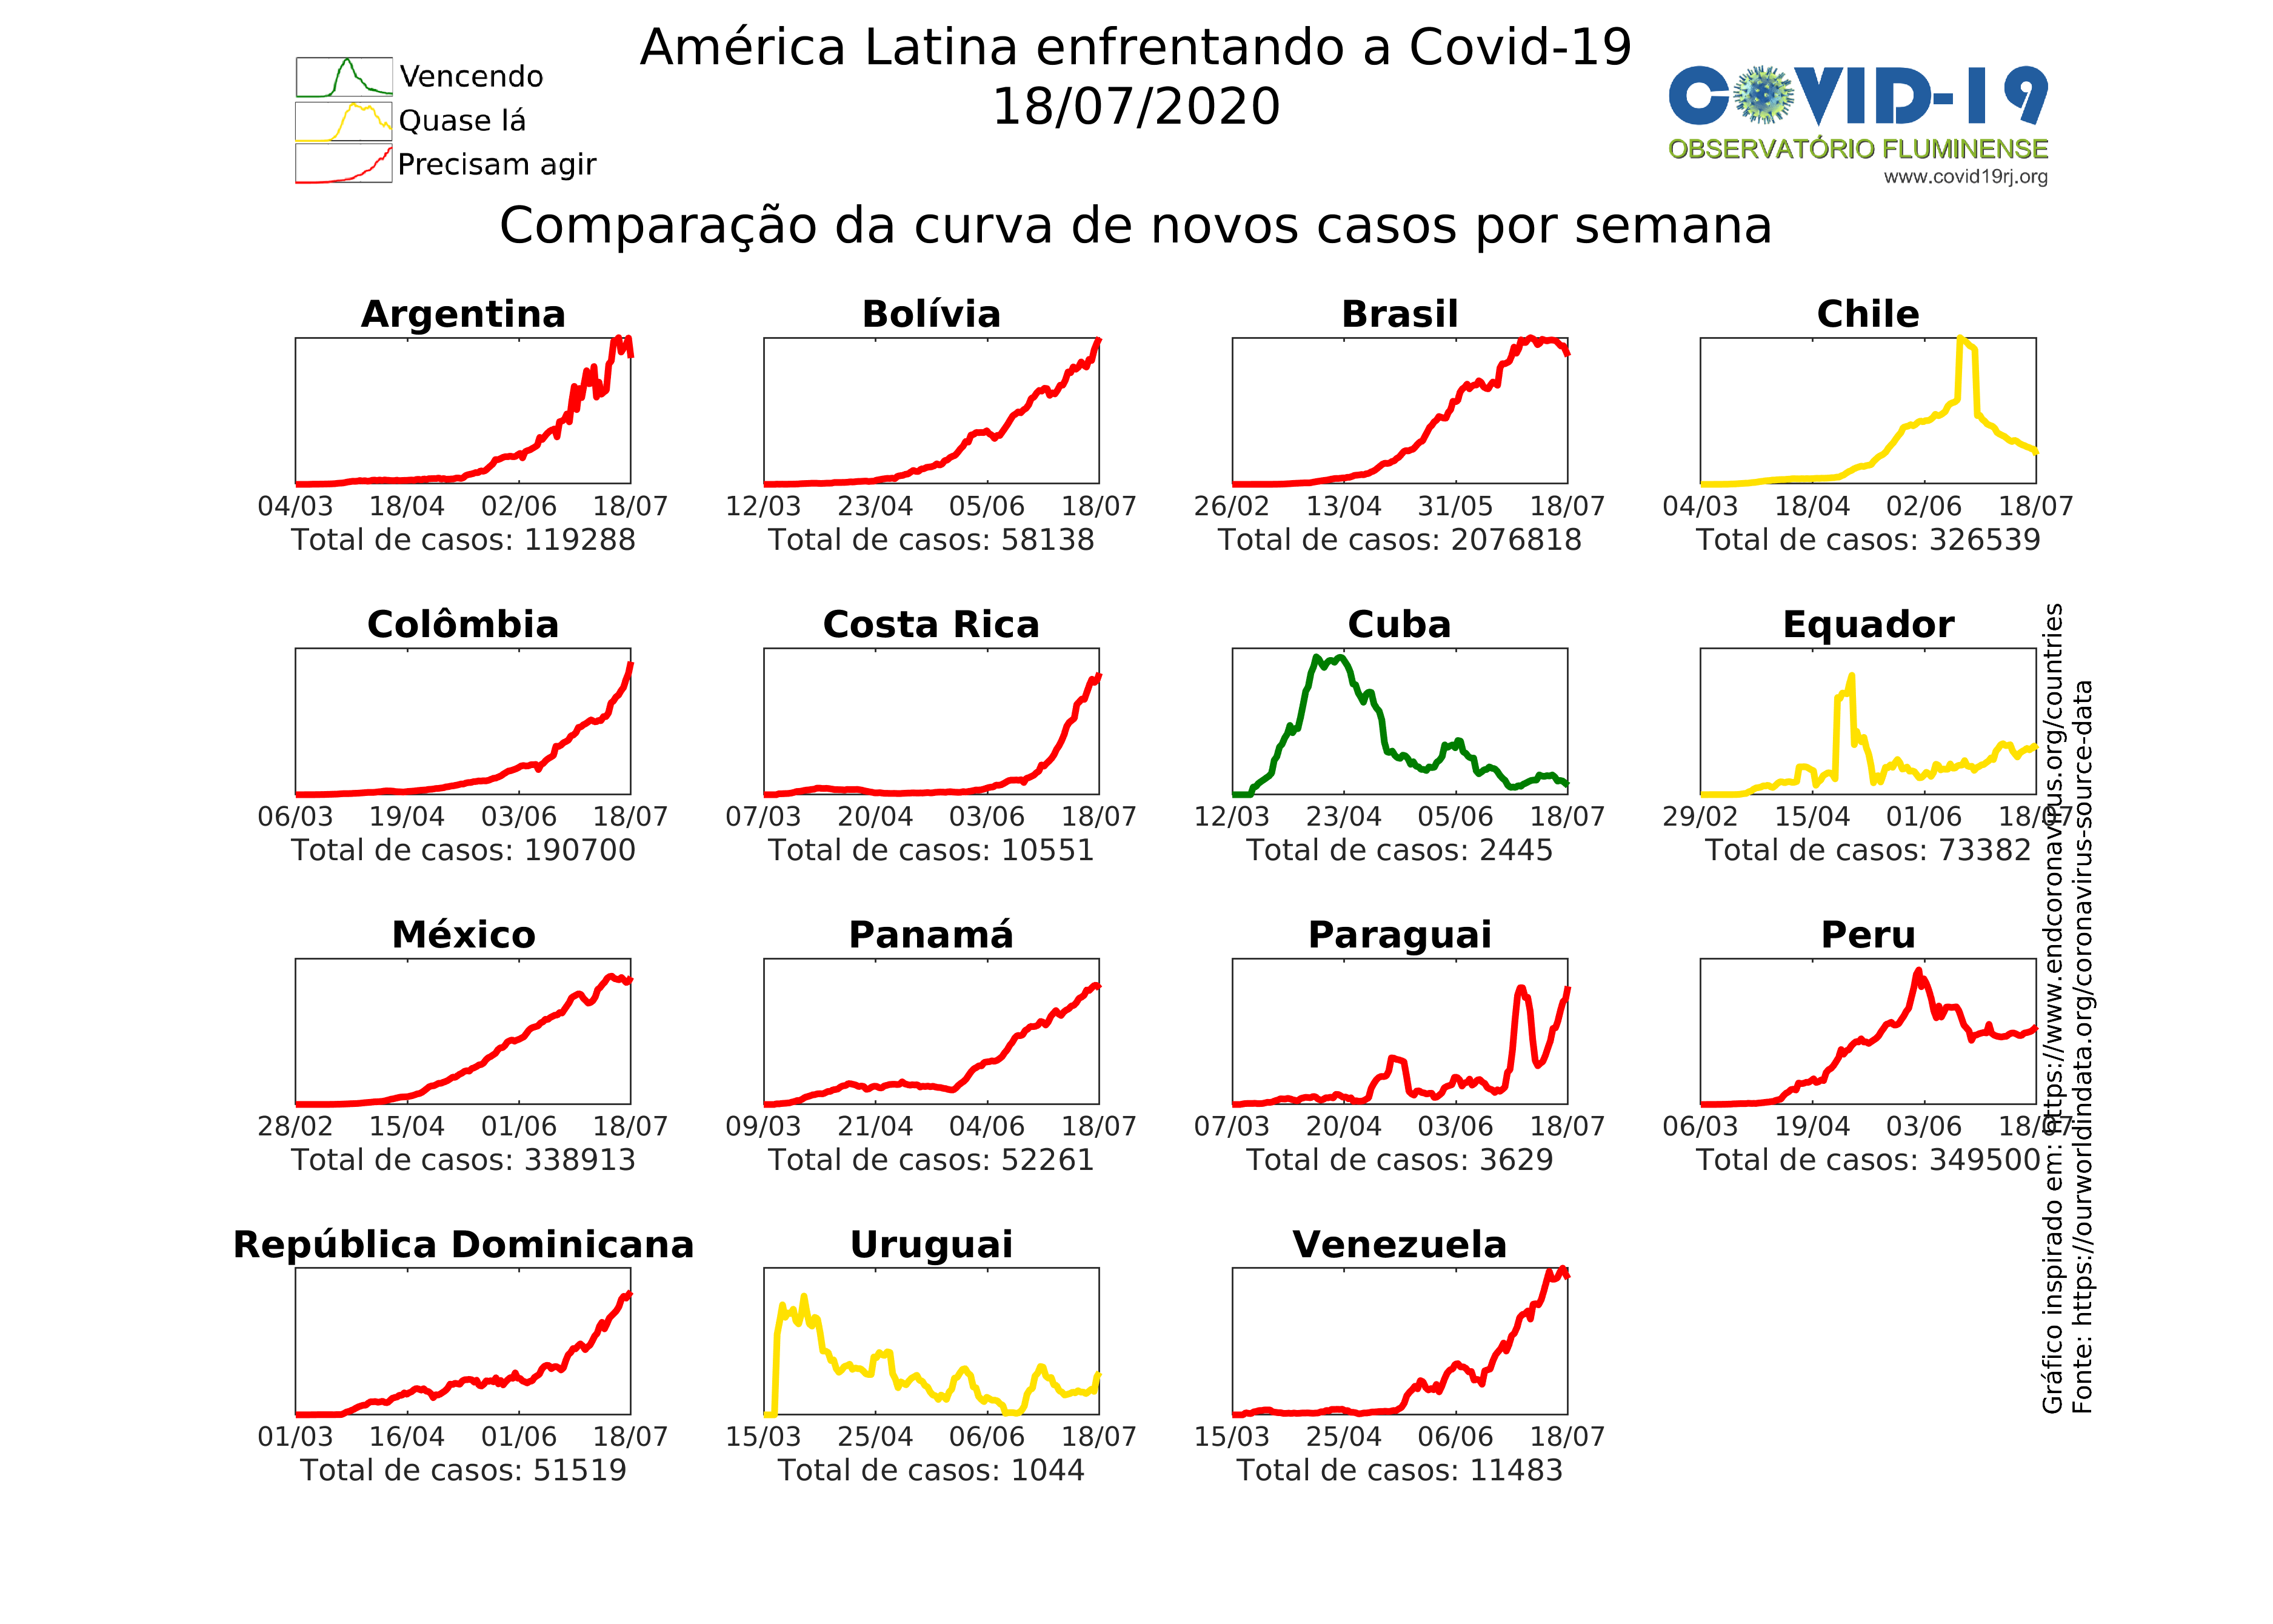 América Latina enfrentando a Covid-19
18/07/2020
Vencendo
Quase lá
Precisam agir
COVID-19
OBSERVATÓRIO FLUMINENSE
www.covid19rj.org
Comparação da curva de novos casos por semana
Argentina
04/03 18/04 02/06 18/07
Total de casos: 119288
Bolívia
12/03 23/04 05/06 18/07
Total de casos: 58138
Brasil
26/02 13/04 31/05 18/07
Total de casos: 2076818
Chile
04/03 18/04 02/06 18/07
Total de casos: 326539
Colômbia
06/03 19/04 03/06 18/07
Total de casos: 190700
Costa Rica
07/03 20/04 03/06 18/07
Total de casos: 10551
Cuba
12/03 23/04 05/06 18/07
Total de casos: 2445
Equador
29/02 15/04 01/06 18/07
Total de casos: 73382
México
28/02 15/04 01/06 18/07
Total de casos: 338913
Panamá
09/03 21/04 04/06 18/07
Total de casos: 52261
Paraguai
07/03 20/04 03/06 18/07
Total de casos: 3629
Peru
06/03 19/04 03/06 18/07
Total de casos: 349500
República Dominicana
01/03 16/04 01/06 18/07
Total de casos: 51519
Uruguai
15/03 25/04 06/06 18/07
Total de casos: 1044
Venezuela
15/03 25/04 06/06 18/07
Total de casos: 11483
Gráfico inspirado em: https://www.endcoronavirus.org/countries
Fonte: https://ourworldindata.org/coronavirus-source-data